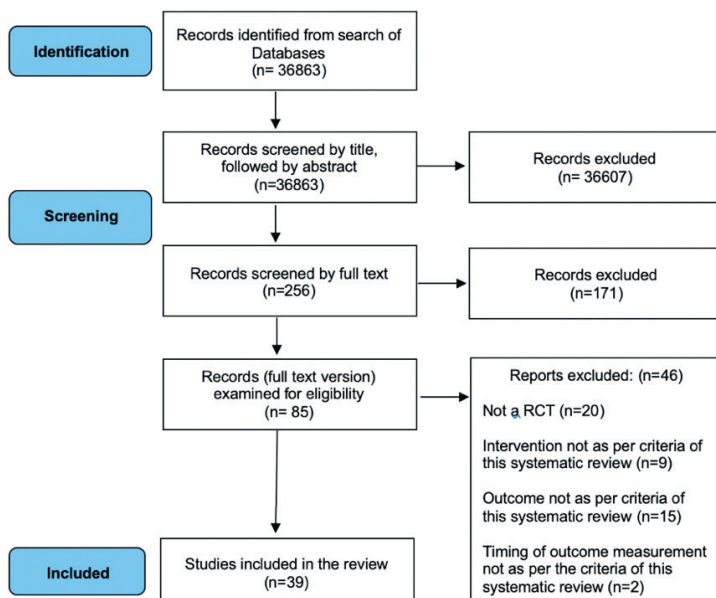 Identification
Records identified from search of
Databases
(n= 36863)
Records screened by title,
followed by abstract
(n=36863)
Records excluded
(n= 36607)
Screening
Records screened by full text
(n=256)
Records excluded
(n=171)
Records (full text version)
examined for eligibility
(n= 85)
Reports excluded: (n=46)
Not a RCT (n=20)
Intervention not as per criteria of
this systematic review (n=9)
Outcome not as per criteria of
this systematic review (n=15)
Timing of outcome measurement
not as per the criteria of this
systematic review (n=2)
Included
Studies included in the review
(n=39)